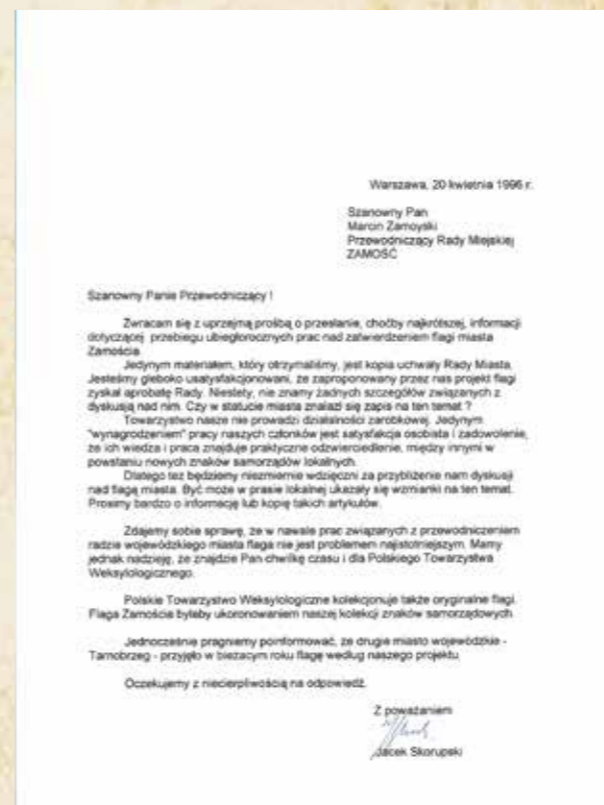 Warszawa, 20 kwietnia 1996 r.
Szanowny Pan
Marcin Zamoyski
Przewodniczący Rady Miejskiej
ZAMOŚĆ
Szanowny Panie Przewodniczący !
Zwracam się z uprzejmą prośbą o przesłanie, choćby najkrótszej, informacji
dotyczącej przebiegu ubiegłorocznych prac nad zatwierdzeniem flagi miasta
Zamościa.
Jedynym materiałem, który otrzymaliśmy, jest kopia uchwały Rady Miasta.
Jesteśmy głeboko usatysfakcjonowani, że zaproponowany przez nas projekt flagi
zyskał aprobatę Rady. Niestety, nie znamy żadnych szczegółów związanych z
dyskusją nad nim. Czy w statucie miasta znalazł się zapis na ten temat ?
Towarzystwo nasze nie prowadzi działalności zarobkowej. Jedynym
"wynagrodzeniem" pracy naszych członków jest satysfakcja osobista i zadowolenie,
że ich wiedza i praca znajduje praktyczne odzwierciedlenie, między innymi w
powstaniu nowych znaków samorządów lokalnych.
Dlatego też będziemy niezmiernie wdzięczni za przybliżenie nam dyskusji
nad flagą miasta. Być może w prasie lokalnej ukazały się wzmianki na ten temat.
Prosimy bardzo o informację lub kopię takich artykułów.
Zdajemy sobie sprawę, że w nawale prac związanych z przewodniczeniem
radzie wojewódzkiego miasta flaga nie jest problemem najistotniejszym. Mamy
jednak nadzieję, że znajdzie Pan chwilkę czasu i dla Polskiego Towarzystwa
Weksylologicznego.
Polskie Towarzystwo Weksylologiczne kolekcjonuje także oryginalne flagi.
Flaga Zamościa byłaby ukoronowaniem naszej kolekcji znaków samorządowych.
Jednocześnie pragniemy poinformować, że drugie miasto wojewódzkie -
Tarnobrzeg - przyjęło w bieżacym roku flagę według naszego projektu.
Oczekujemy z niecierpliwością na odpowiedź.
Z poważaniem
Jacek Skorupski